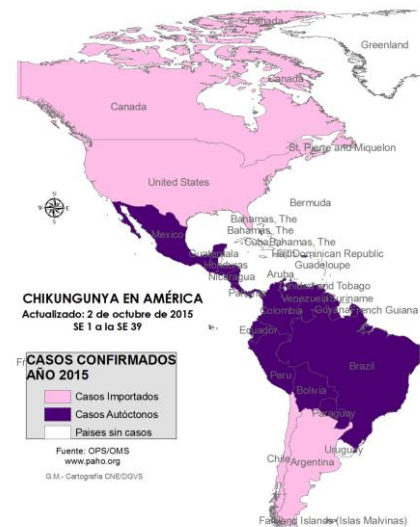 Canada
Greenland
Canada
Canada
St. Pierre and Miquelon
United States
Bermuda
Bahamas, The
Bahamas, The
Mexico
Cuba
Bahamas, The
Dominican Republic
Guatemala
Honduras
Guadeloupe
Nicaragua
Aruba
Panama
Venezuela
Suriname
Colombia
Guyana
French Guiana
Ecuador
Brazil
Peru
Bolivia
Paraguay
Uruguay
Chile
Argentina
Falkland Islands (Islas Malvinas)
N
W
E
S
CHIKUNGUNYA EN AMÉRICA
Actualizado: 2 de octubre de 2015
SE 1 a la SE 39
CASOS CONFIRMADOS
AÑO 2015
Casos Importados
Casos Autóctonos
Paises sin casos
Fuente: OPS/OMS
www.paho.org
G.M.- Cartografía CNE/DGVS